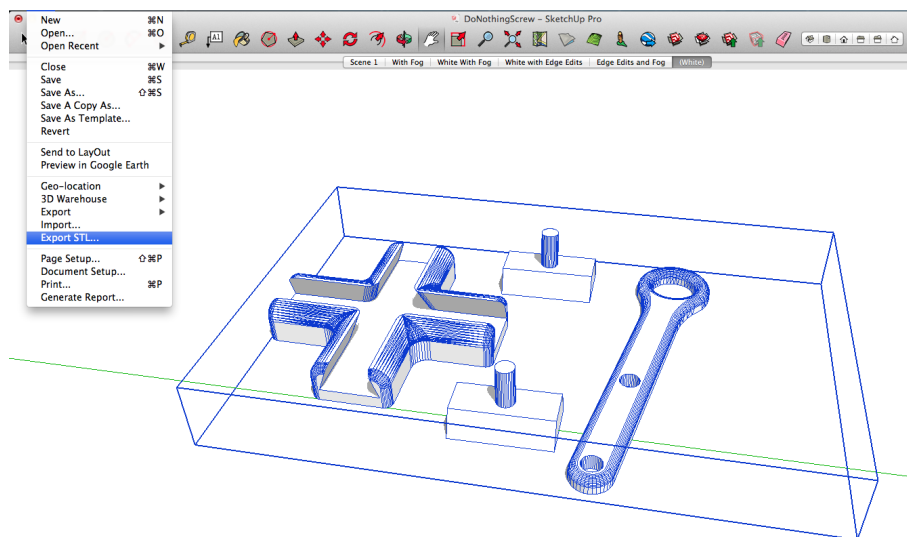 DoNothingScrew – SketchUp Pro
A1
Scene 1 With Fog White With Fog White with Edge Edits Edge Edits and Fog (White)
New ⌘N
Open... ⌘O
Open Recent ▶
Close ⌘W
Save ⌘S
Save As... ⇧⌘S
Save A Copy As...
Save As Template...
Revert
Send to LayOut
Preview in Google Earth
Geo-location ▶
3D Warehouse ▶
Export ▶
Import...
Export STL...
Page Setup... ⇧⌘P
Document Setup...
Print... ⌘P
Generate Report...